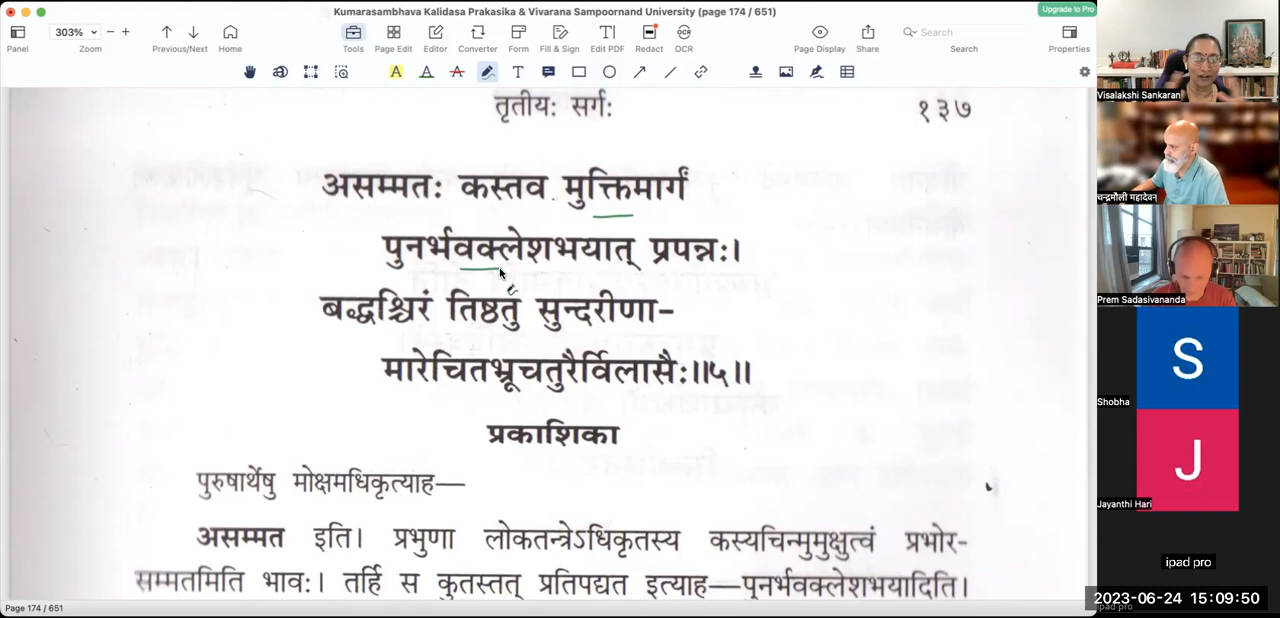 Kumarasambhava Kalidasa Prakasika & Vivarana Sampoornand University (page 174 / 651)
Upgrade to Pro
303%
Panel Zoom Previous/Next Home Tools Page Edit Editor Converter Form Fill & Sign Edit PDF Redact OCR Page Display Share Search Properties
Search
तृतीयः सर्गः १३७
असम्मतः कस्तव मुक्तिमार्गं
पुनर्भवक्लेशभयात् प्रपन्नः।
बद्धश्चिरं तिष्ठतु सुन्दरीणा-
मारेचितभ्रूचतुरैर्विलासैः॥५॥
प्रकाशिका
पुरुषार्थेषु मोक्षमधिकृत्याह—
असम्मत इति। प्रभुणा लोकतन्त्रेऽधिकृतस्य कस्यचिन्मुमुक्षुत्वं प्रभोर-
सम्मतमिति भावः। तर्हि स कुतस्तत् प्रतिपद्यत इत्याह—पुनर्भवक्लेशभयादिति।
Page 174 / 651
Visalakshi Sankaran
चन्द्रमौली महादेवन्
Prem Sadasivananda
S
Shobha
J
Jayanthi Hari
ipad pro
2023-06-24 15:09:50
ipad pro